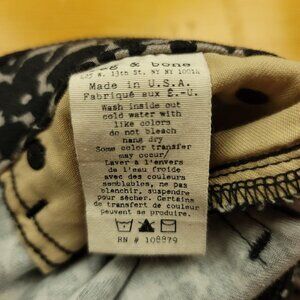 & bone
W. 13th St. NY NY 10014
Made in U.S.A.
Fabriqué aux É.-U.
Wash inside out
cold water with
like colors
do not bleach
hang dry
Some color transfer
may occur/
Laver à l'envers
de l'eau froide
avec des couleurs
semblables, ne pas
blanchir, suspendre
pour sécher. Certains
de transfert de couleur
peuvent se produire.
RN # 108879